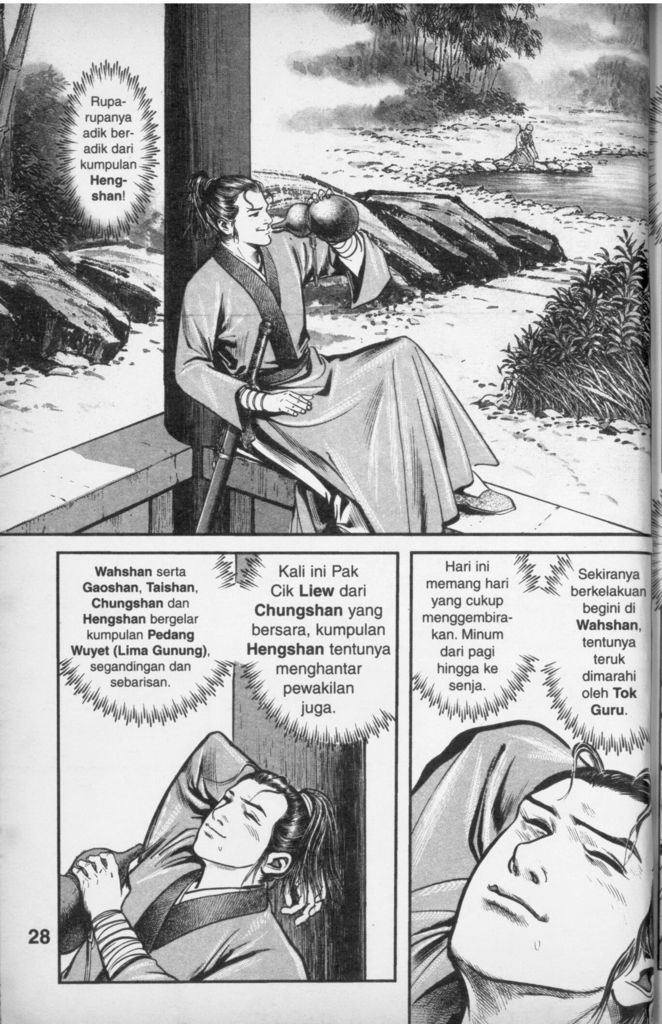 Rupa-
rupanya
adik ber-
adik dari
kumpulan
Heng-
shan!
Wahshan serta
Gaoshan, Taishan,
Chungshan dan
Hengshan bergelar
kumpulan Pedang
Wuyet (Lima Gunung),
segandingan dan
sebarisan.
Kali ini Pak
Cik Liew dari
Chungshan yang
bersara, kumpulan
Hengshan tentunya
menghantar
pewakilan
juga.
Hari ini
memang hari
yang cukup
menggembira-
kan. Minum
dari pagi
hingga ke
senja.
Sekiranya
berkelakuan
begini di
Wahshan,
tentunya
teruk
dimarahi
oleh Tok
Guru.
28